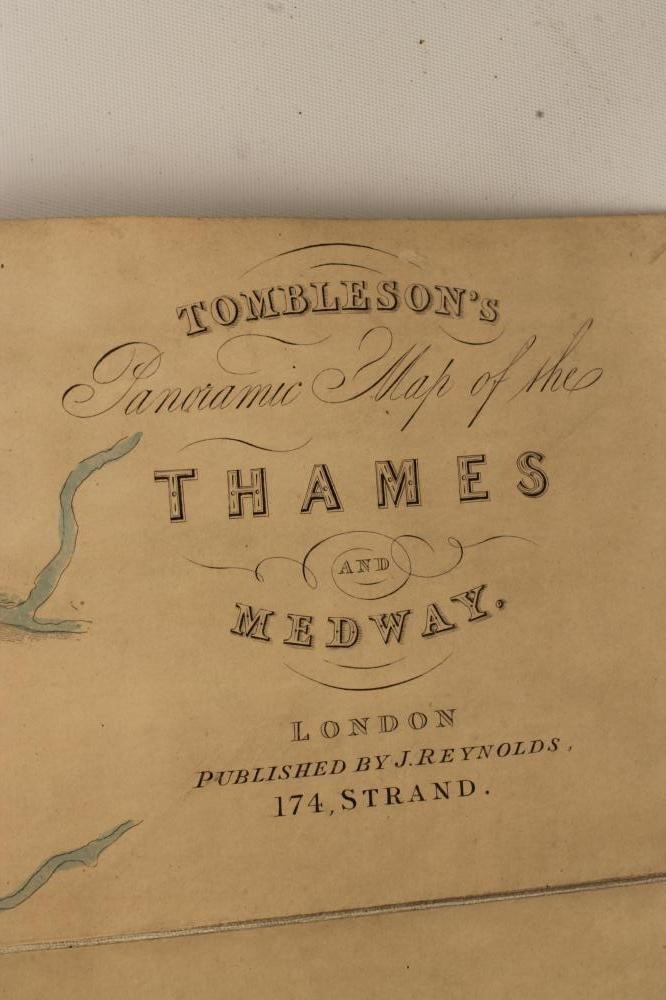 TOMBLESON'S
Panoramic Map of the
THAMES
AND
MEDWAY.
LONDON
PUBLISHED BY J. REYNOLDS,
174, STRAND.